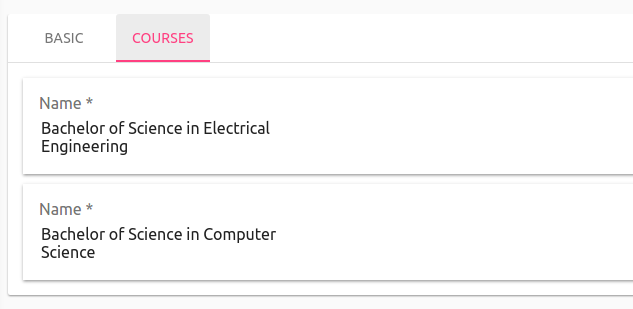 BASIC COURSES
Name *
Bachelor of Science in Electrical
Engineering
Name *
Bachelor of Science in Computer
Science